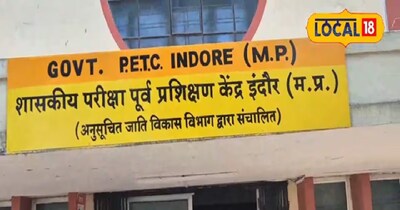 LOCAL 18
GOVT. P.E.T.C. INDORE (M.P.)
शासकीय परीक्षा पूर्व प्रशिक्षण केंद्र इंदौर (म.प्र.)
(अनुसूचित जाति विकास विभाग द्वारा संचालित)